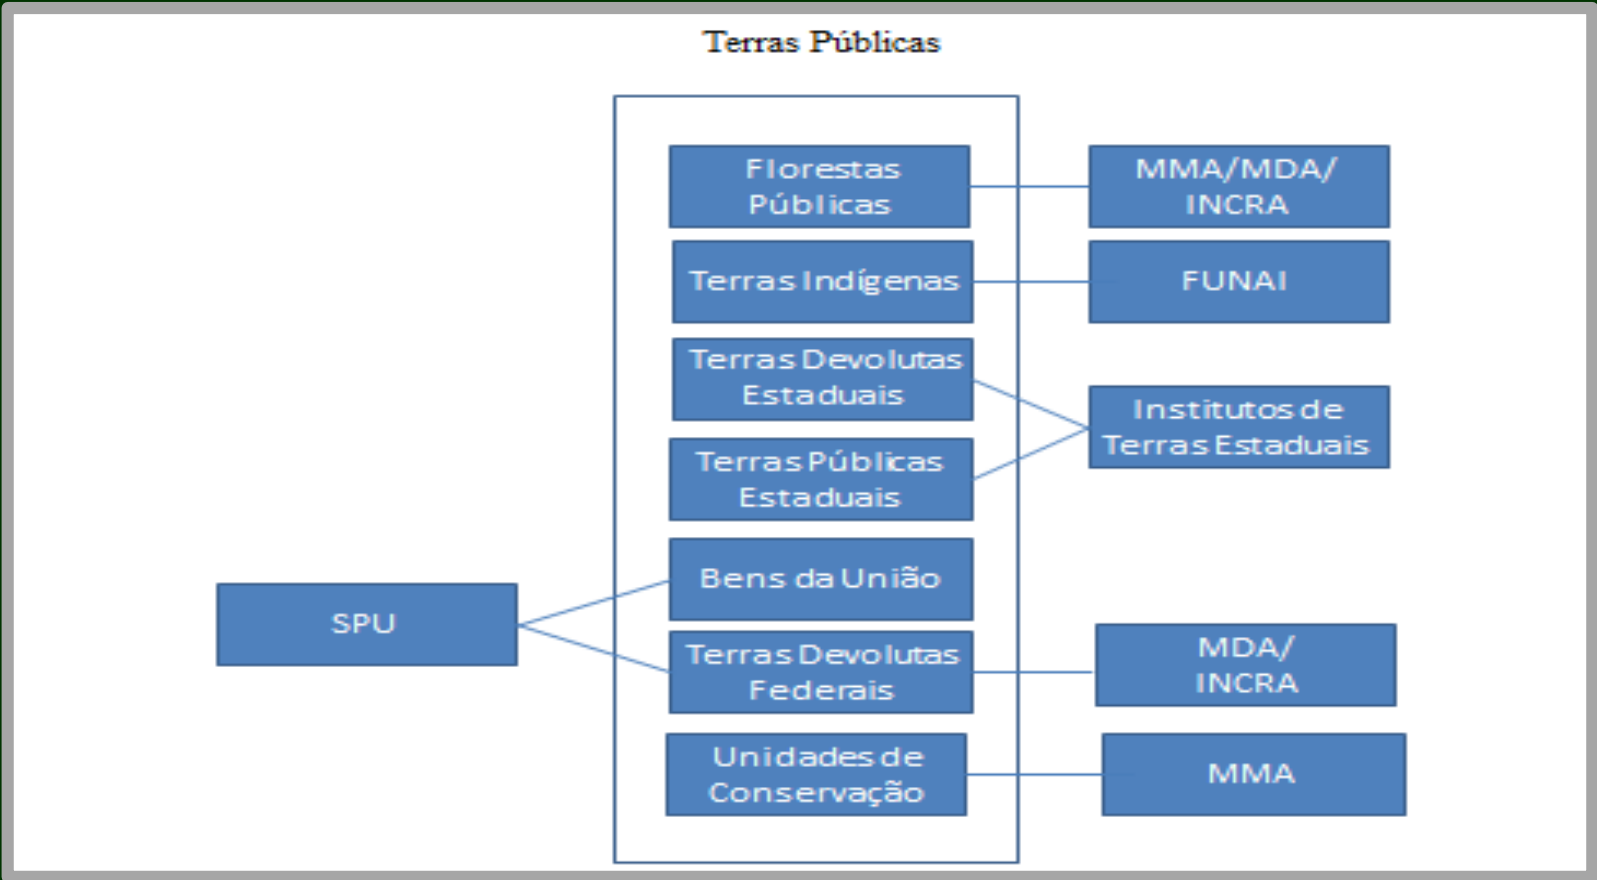 Terras Públicas
Florestas
Públicas
MMA/MDA/
INCRA
Terras Indígenas
FUNAI
Terras Devolutas
Estaduais
Institutos de
Terras Estaduais
Terras Públicas
Estaduais
Bens da União
SPU
Terras Devolutas
Federais
MDA/
INCRA
Unidades de
Conservação
MMA